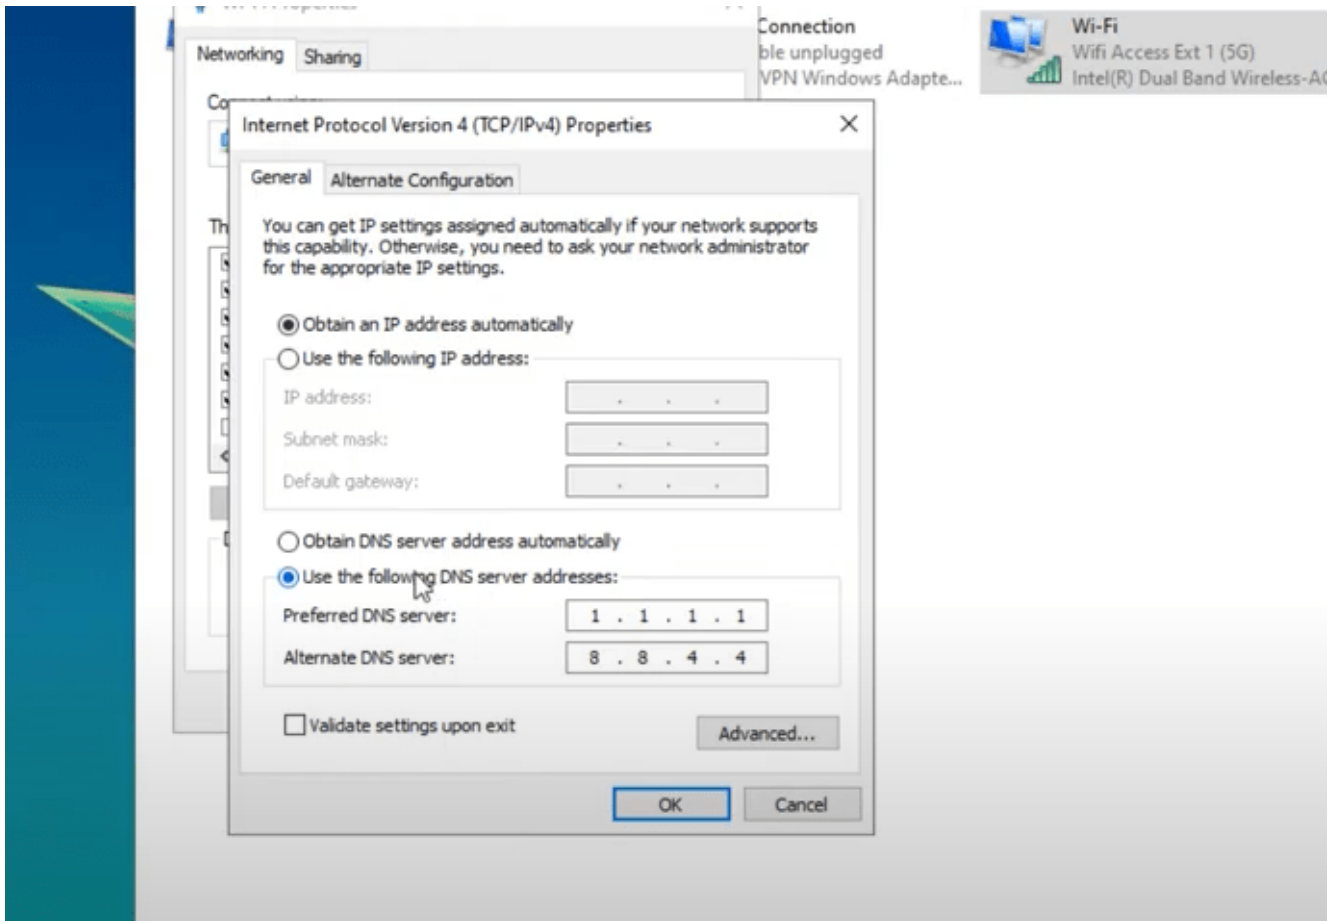 Networking
Sharing
Connection
ble unplugged
VPN Windows Adapte...
Wi-Fi
Wifi Access Ext 1 (5G)
Intel(R) Dual Band Wireless-AC
Internet Protocol Version 4 (TCP/IPv4) Properties
General
Alternate Configuration
You can get IP settings assigned automatically if your network supports
this capability. Otherwise, you need to ask your network administrator
for the appropriate IP settings.
Obtain an IP address automatically
Use the following IP address:
IP address:
Subnet mask:
Default gateway:
Obtain DNS server address automatically
Use the following DNS server addresses:
Preferred DNS server: 1 . 1 . 1 . 1
Alternate DNS server: 8 . 8 . 4 . 4
Validate settings upon exit
Advanced...
OK
Cancel